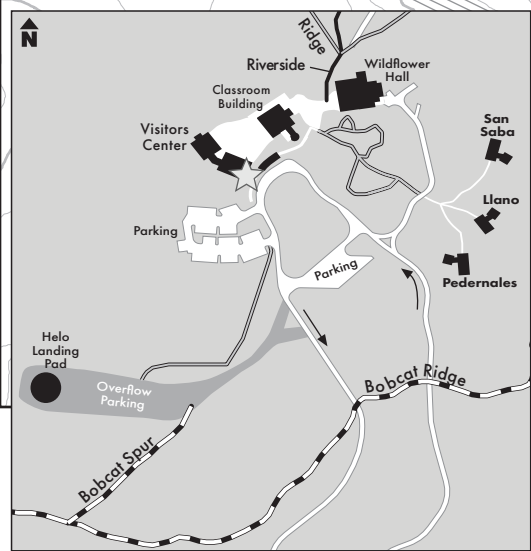 N
Ridge
Riverside
Wildflower
Hall
Classroom
Building
Visitors
Center
San
Saba
Llano
Parking
Parking
Pedernales
Helo
Landing
Pad
Overflow
Parking
Bobcat Ridge
Bobcat Spur